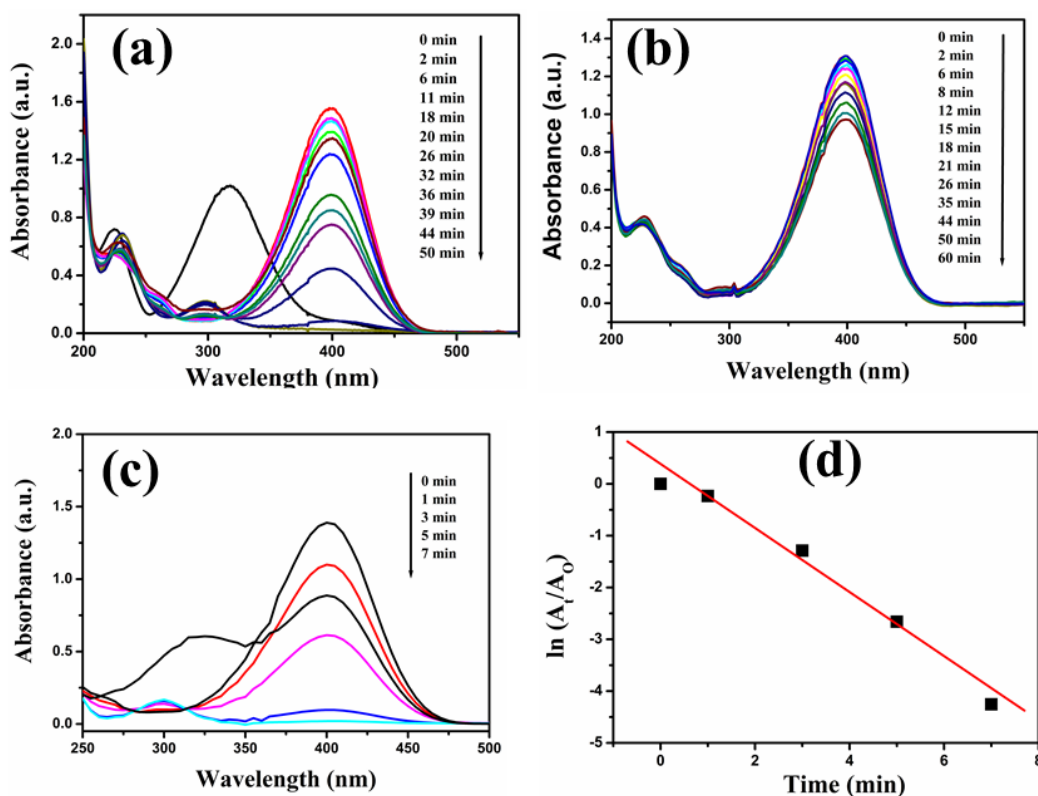 (a)
2.0
1.6
1.2
0.8
0.4
0.0
Absorbance (a.u.)
0 min
2 min
6 min
11 min
18 min
20 min
26 min
32 min
36 min
39 min
44 min
50 min
200 300 400 500
Wavelength (nm)
(b)
1.4
1.2
1.0
0.8
0.6
0.4
0.2
0.0
Absorbance (a.u.)
0 min
2 min
6 min
8 min
12 min
15 min
18 min
21 min
26 min
35 min
44 min
50 min
60 min
200 300 400 500
Wavelength (nm)
(c)
2.0
1.5
1.0
0.5
0.0
Absorbance (a.u.)
0 min
1 min
3 min
5 min
7 min
250 300 350 400 450 500
Wavelength (nm)
(d)
1
0
-1
-2
-3
-4
-5
ln (At/AO)
0 2 4 6 8
Time (min)